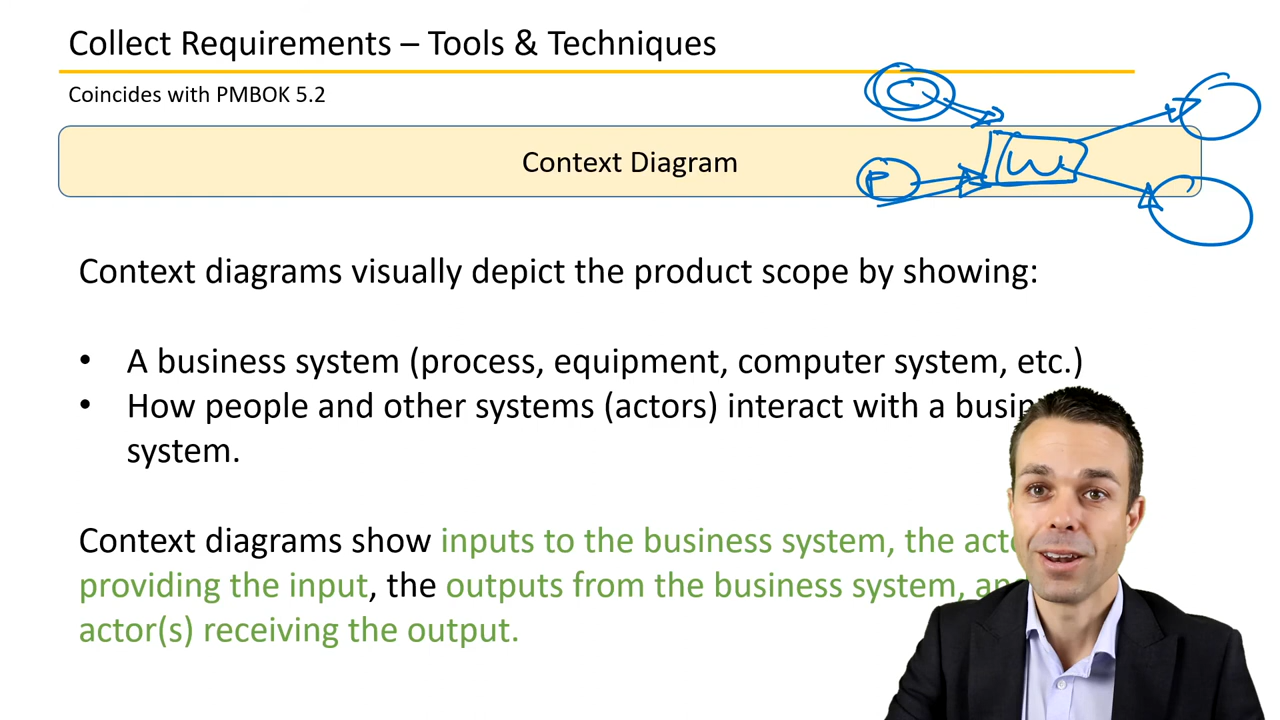 Collect Requirements – Tools & Techniques
Coincides with PMBOK 5.2
Context Diagram
P
W
Context diagrams visually depict the product scope by showing:
• A business system (process, equipment, computer system, etc.)
• How people and other systems (actors) interact with a
system.
Context diagrams show inputs to the business system, the
providing the input, the outputs from the business system,
actor(s) receiving the output.